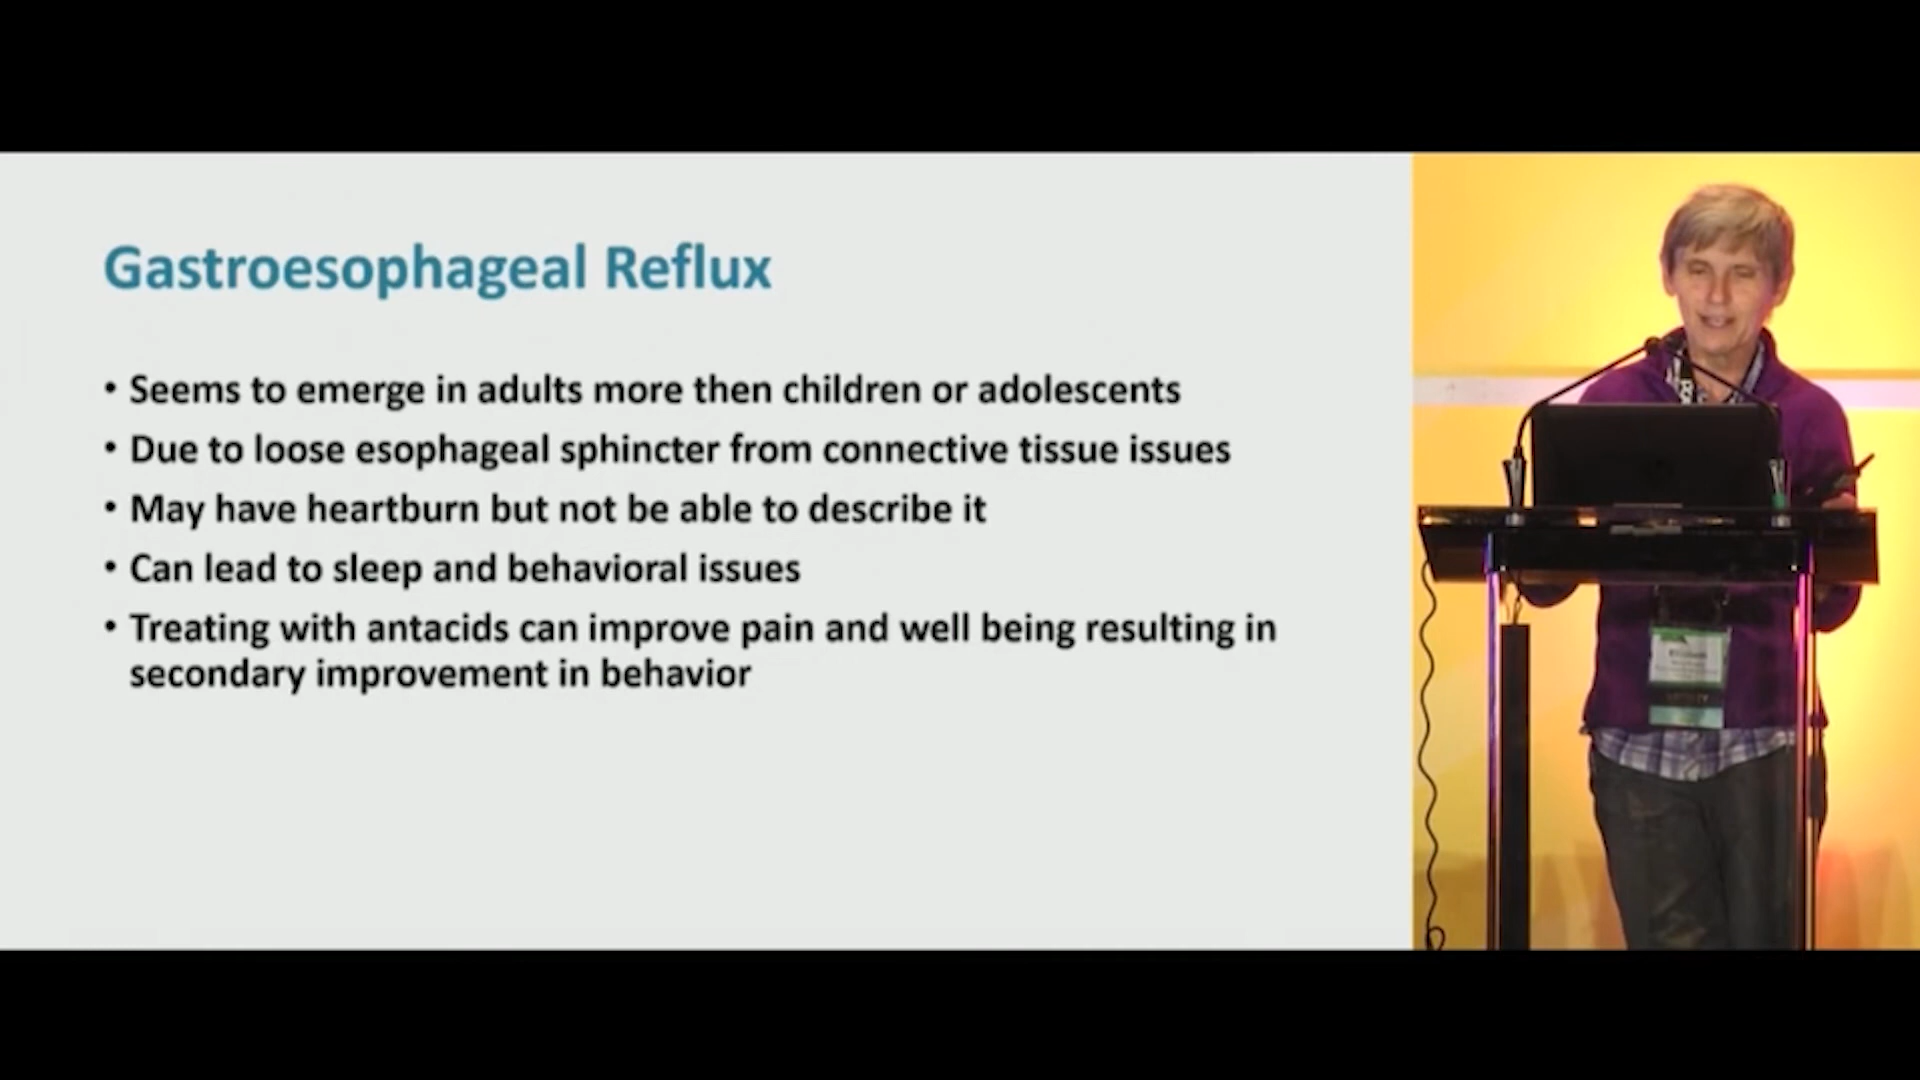 Gastroesophageal Reflux
• Seems to emerge in adults more then children or adolescents
• Due to loose esophageal sphincter from connective tissue issues
• May have heartburn but not be able to describe it
• Can lead to sleep and behavioral issues
• Treating with antacids can improve pain and well being resulting in
secondary improvement in behavior